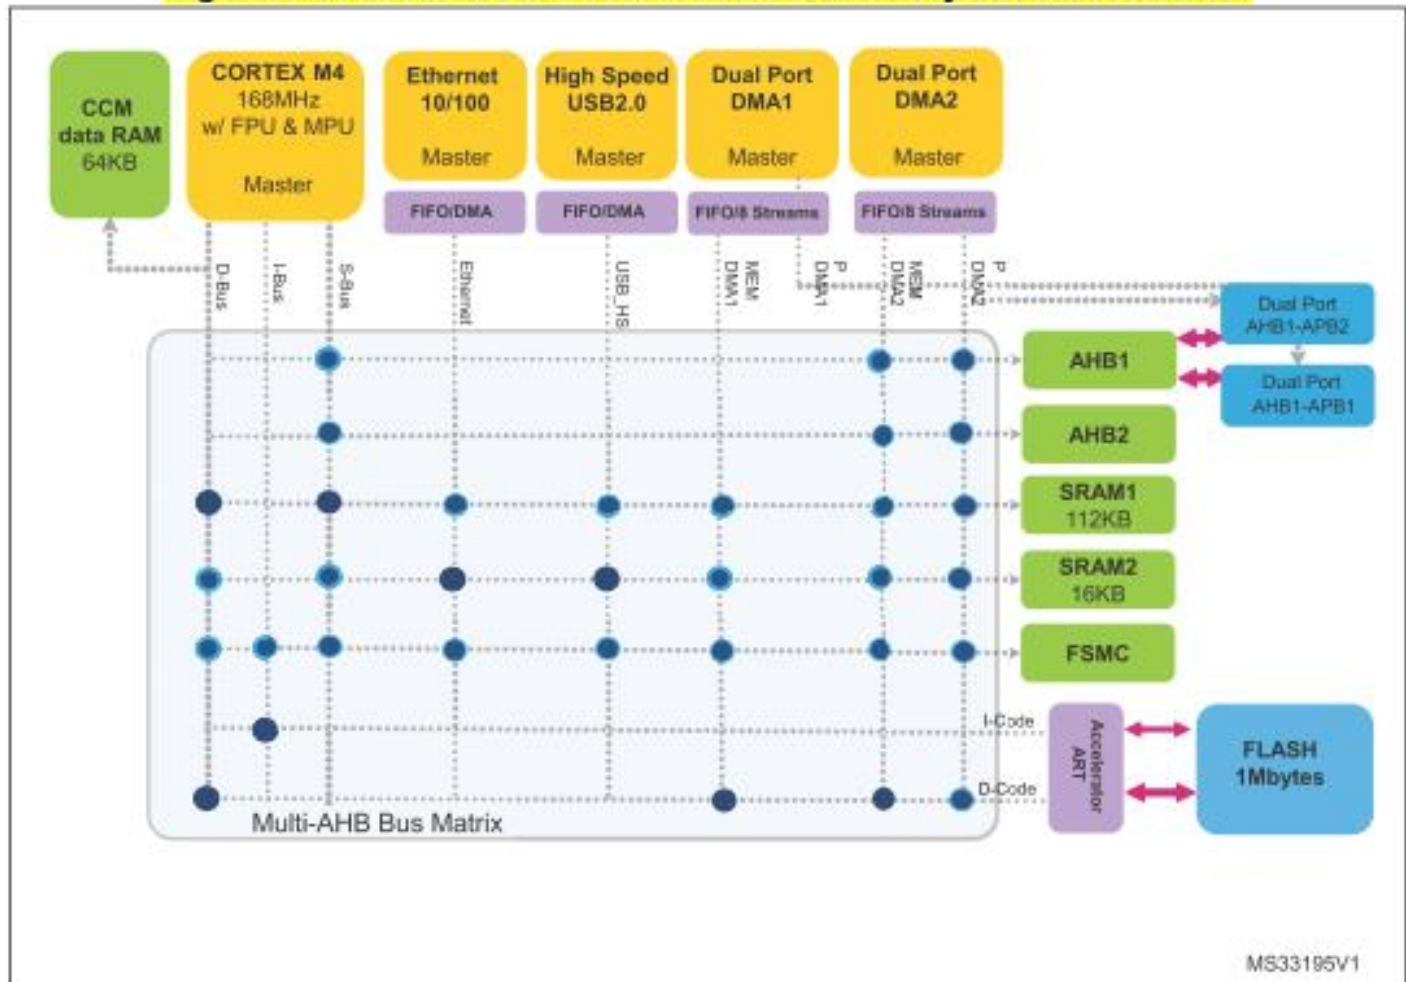 CCM
data RAM
64KB
CORTEX M4
168MHz
w/ FPU & MPU
Master
Ethernet
10/100
Master
High Speed
USB2.0
Master
Dual Port
DMA1
Master
Dual Port
DMA2
Master
FIFO/DMA
FIFO/DMA
FIFO/8 Streams
FIFO/8 Streams
D-Bus
I-Bus
S-Bus
Ethernet
USB_HS
MEM
DMA1
P
DMA1
MEM
DMA2
P
DMA2
Dual Port
AHB1-APB2
Dual Port
AHB1-APB1
AHB1
AHB2
SRAM1
112KB
SRAM2
16KB
FSMC
I-Code
D-Code
Accelerator
ART
FLASH
1Mbytes
Multi-AHB Bus Matrix
MS33195V1